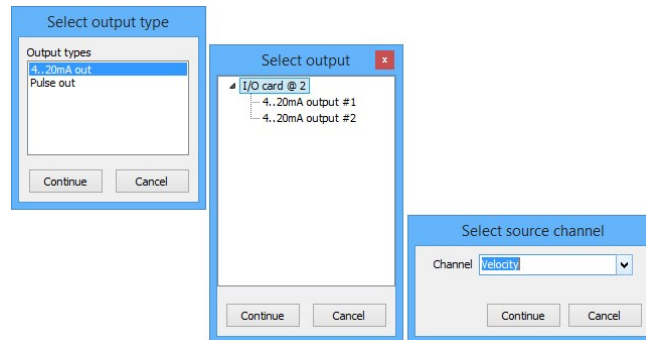 Select output type
Output types
4..20mA out
Pulse out
Continue Cancel
Select output
x
I/O card @ 2
4..20mA output #1
4..20mA output #2
Continue Cancel
Select source channel
Channel Velocity
Continue Cancel